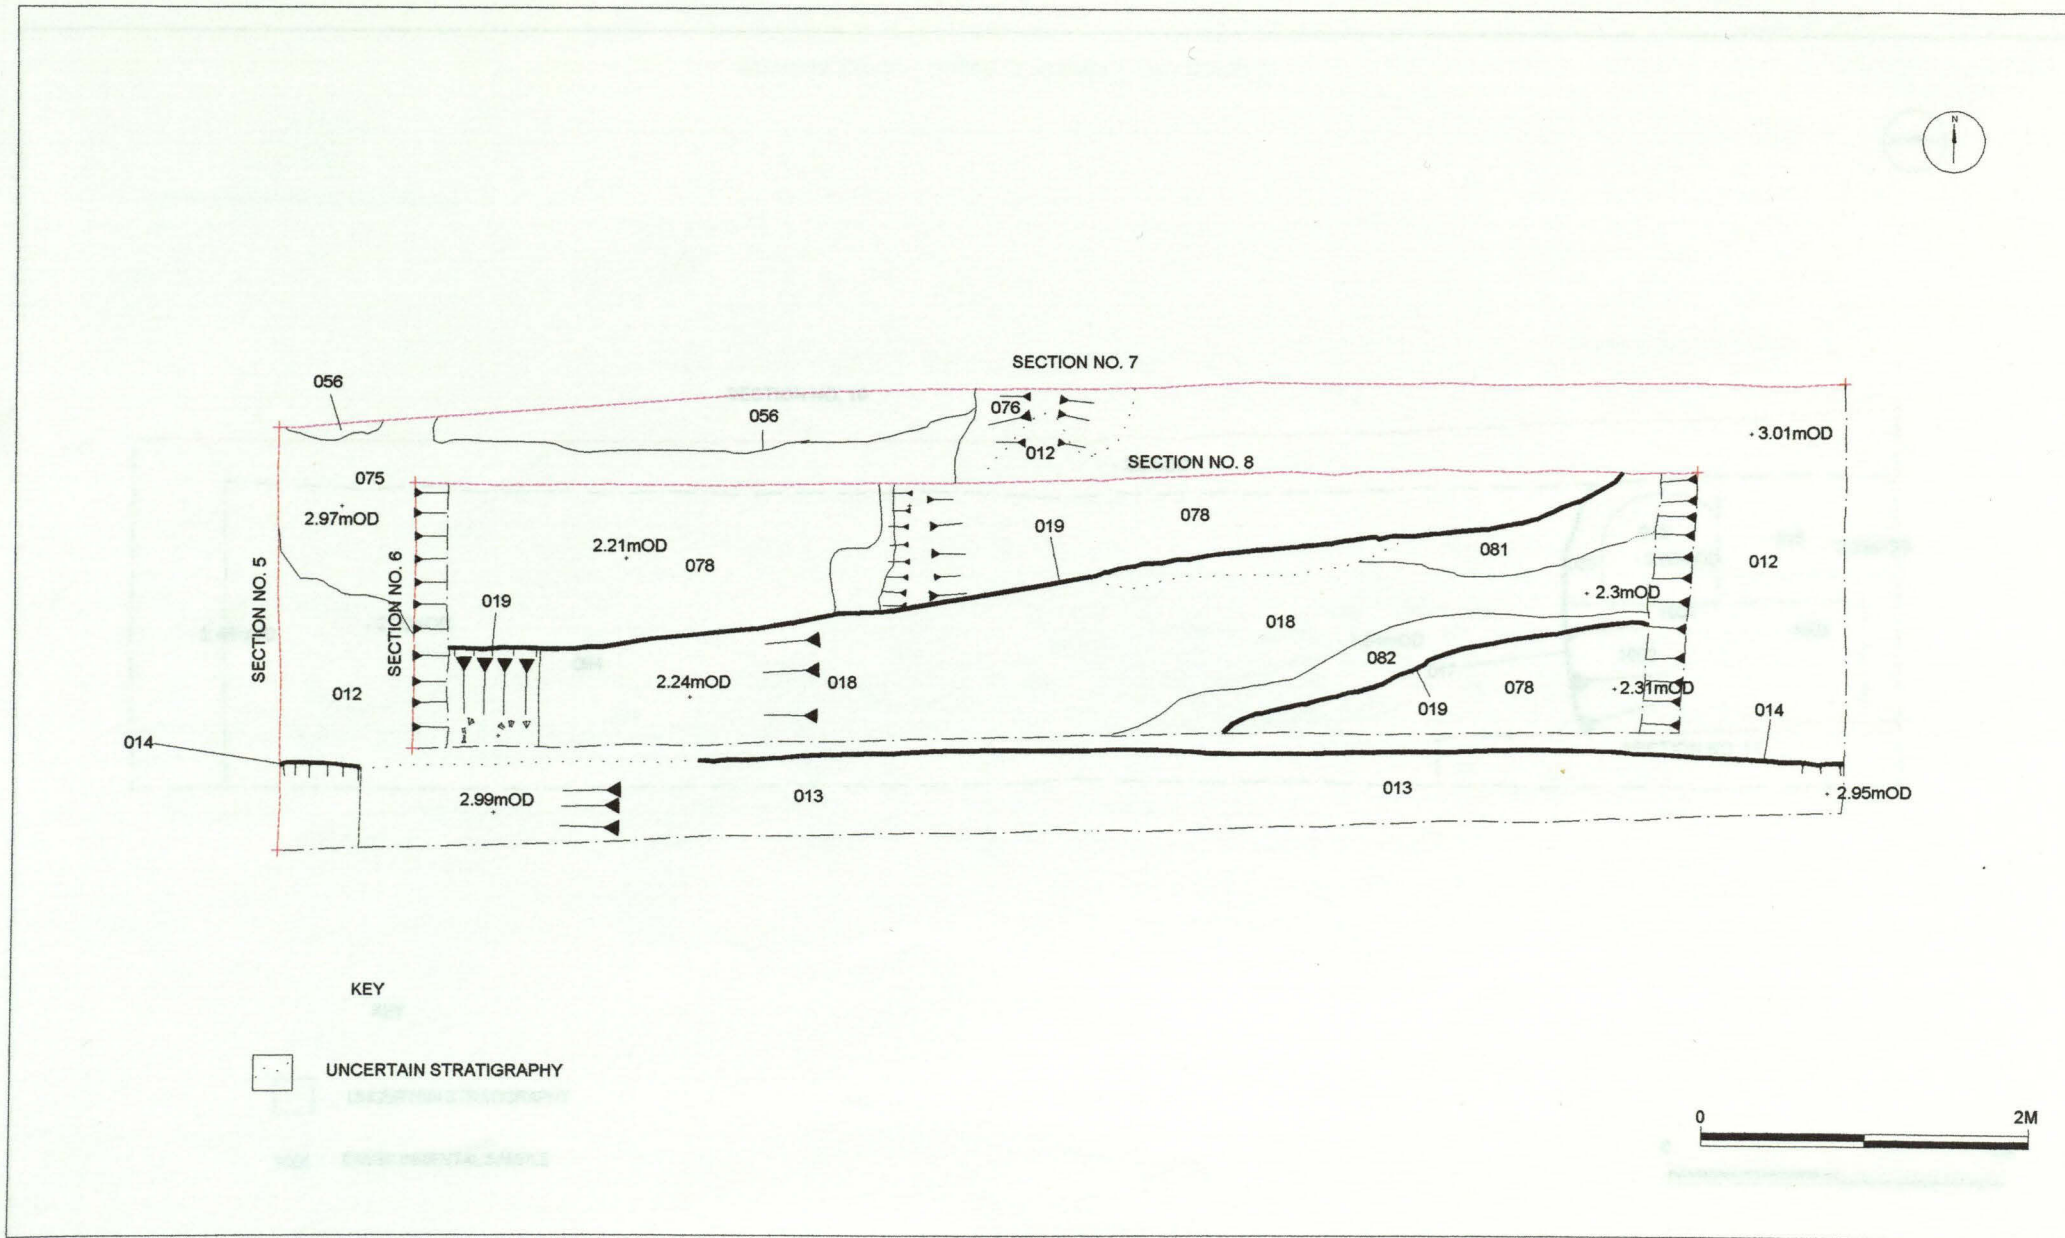 N
SECTION NO. 7
056
056
076
012
3.01mOD
SECTION NO. 8
075
2.97mOD
078
019
2.21mOD
078
081
012
SECTION NO. 5
SECTION NO. 6
019
2.3mOD
018
082
2.24mOD
018
078
2.31mOD
012
019
014
014
2.99mOD
013
013
2.95mOD
KEY
UNCERTAIN STRATIGRAPHY
0 2M